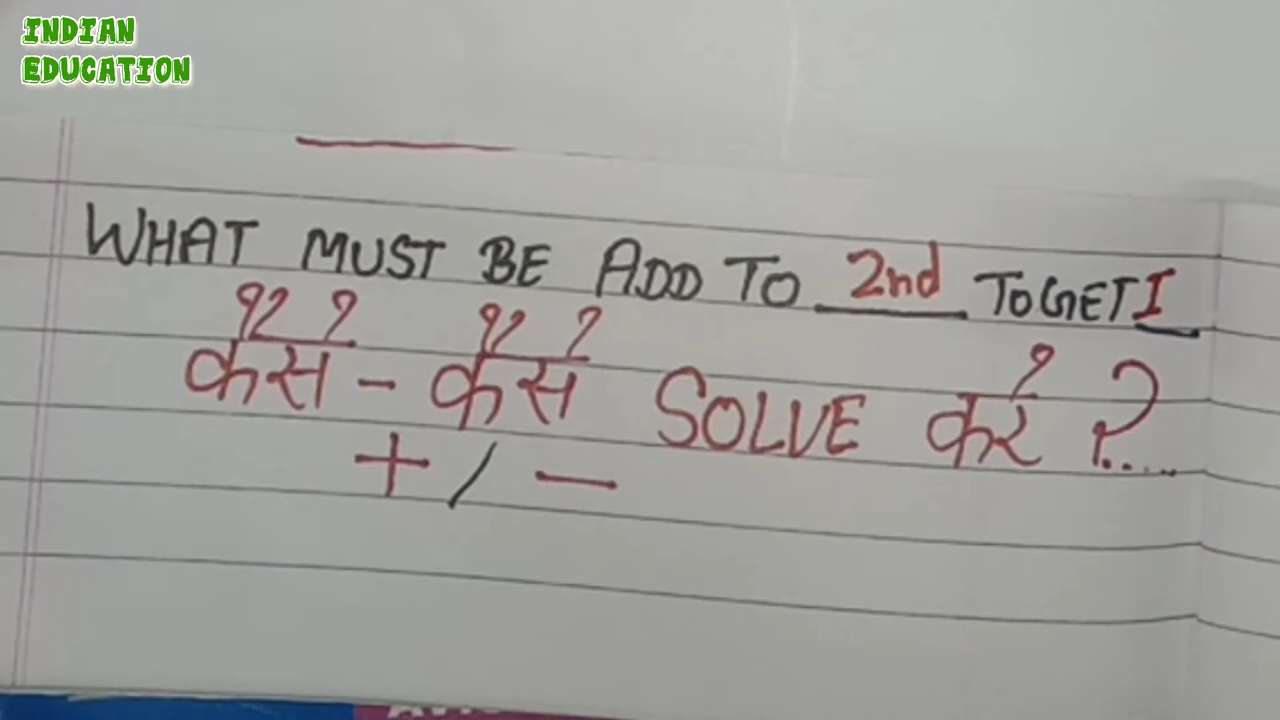 INDIAN
EDUCATION
WHAT MUST BE ADD TO 2nd TO GET I
कैसे - कैसे SOLVE करे ?....
+ / -